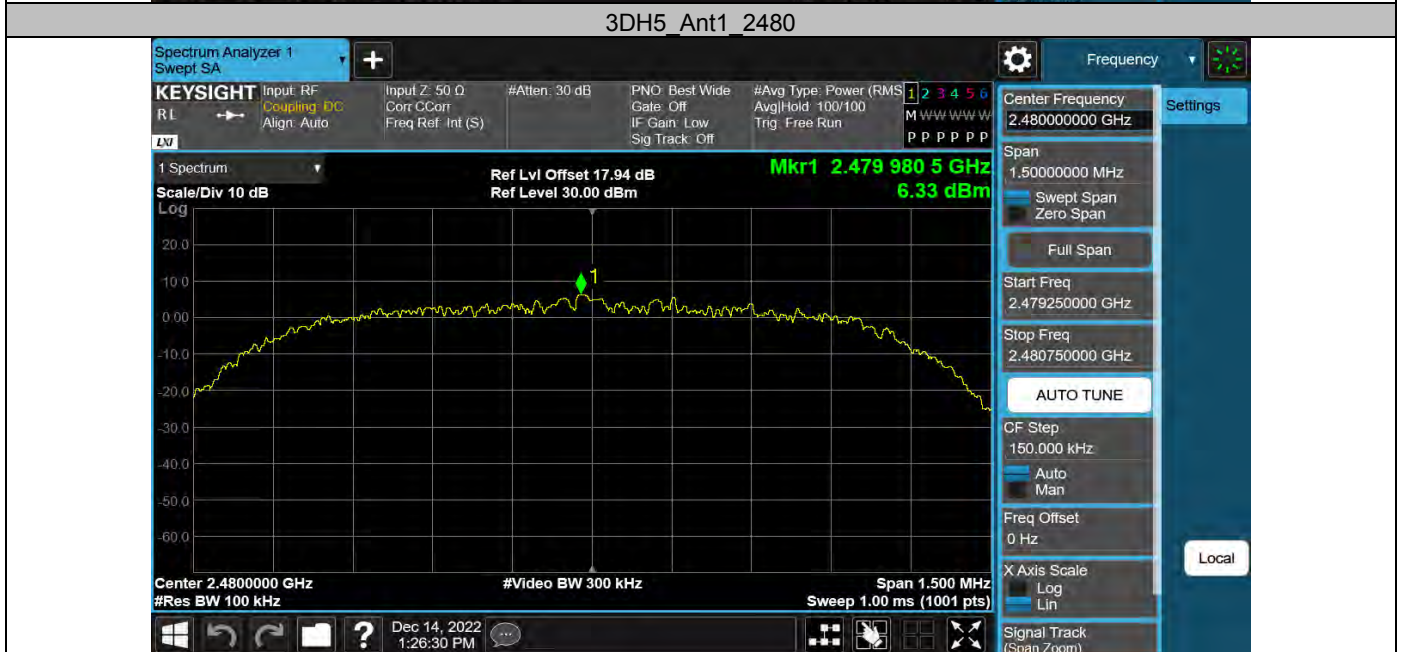 3DH5_Ant1_2480
Spectrum Analyzer 1
Swept SA
+
Frequency
KEYSIGHT
RL
LXI
Input: RF
Coupling: DC
Align: Auto
Input Z: 50 Ω
Corr CCorr
Freq Ref: Int (S)
#Atten: 30 dB
PNO: Best Wide
Gate: Off
IF Gain: Low
Sig Track: Off
#Avg Type: Power (RMS
Avg|Hold: 100/100
Trig: Free Run
1 2 3 4 5 6
M W W W W W
P P P P P P
1 Spectrum
Scale/Div 10 dB
Log
Ref Lvl Offset 17.94 dB
Ref Level 30.00 dBm
Mkr1 2.479 980 5 GHz
6.33 dBm
20.0
10.0
0.00
-10.0
-20.0
-30.0
-40.0
-50.0
-60.0
1
Center 2.4800000 GHz
#Res BW 100 kHz
#Video BW 300 kHz
Span 1.500 MHz
Sweep 1.00 ms (1001 pts)
?
Dec 14, 2022
1:26:30 PM
Center Frequency
2.480000000 GHz
Settings
Span
1.50000000 MHz
Swept Span
Zero Span
Full Span
Start Freq
2.479250000 GHz
Stop Freq
2.480750000 GHz
AUTO TUNE
CF Step
150.000 kHz
Auto
Man
Freq Offset
0 Hz
X Axis Scale
Log
Lin
Local
Signal Track
(Span Zoom)